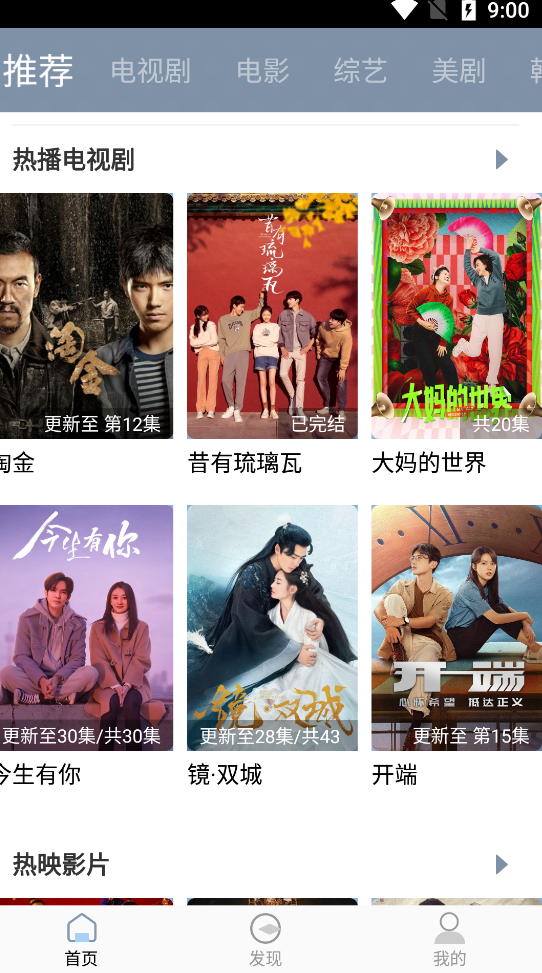 9:00
推荐 电视剧 电影 综艺 美剧
热播电视剧
淘金
更新至 第12集
昔有琉璃瓦
已完结
大妈的世界
共20集
淘金 昔有琉璃瓦 大妈的世界
今生有你
更新至30集/共30集
镜·双城
更新至28集/共43
开端
心怀希望 抵达正义
更新至 第15集
今生有你 镜·双城 开端
热映影片
首页 发现 我的